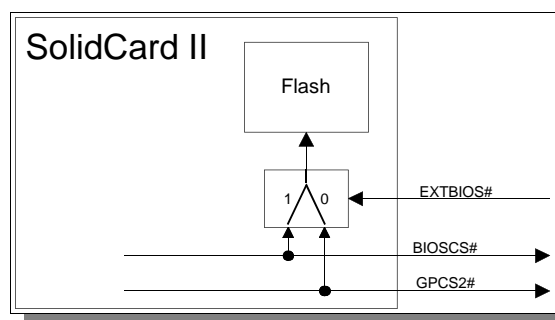 SolidCard II
Flash
1 0
EXTBIOS#
BIOSCS#
GPCS2#